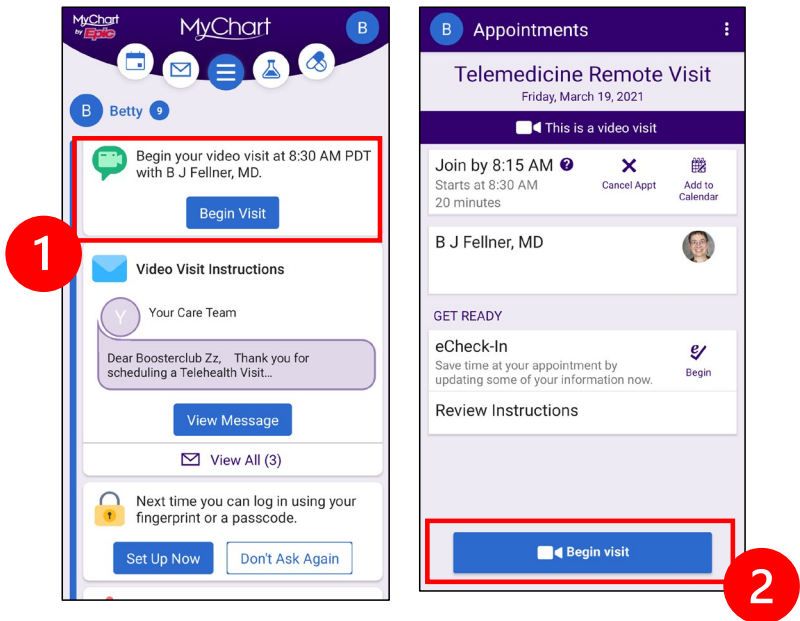 MyChart
by Epic
MyChart
B
B
Betty 9
Begin your video visit at 8:30 AM PDT
with B J Fellner, MD.
Begin Visit
1
Video Visit Instructions
Y
Your Care Team
Dear Boosterclub Zz, Thank you for
scheduling a Telehealth Visit...
View Message
View All (3)
Next time you can log in using your
fingerprint or a passcode.
Set Up Now
Don't Ask Again
B
Appointments
Telemedicine Remote Visit
Friday, March 19, 2021
This is a video visit
Join by 8:15 AM ?
Starts at 8:30 AM
20 minutes
Cancel Appt
Add to
Calendar
B J Fellner, MD
GET READY
eCheck-In
Save time at your appointment by
updating some of your information now.
e
Begin
Review Instructions
Begin visit
2